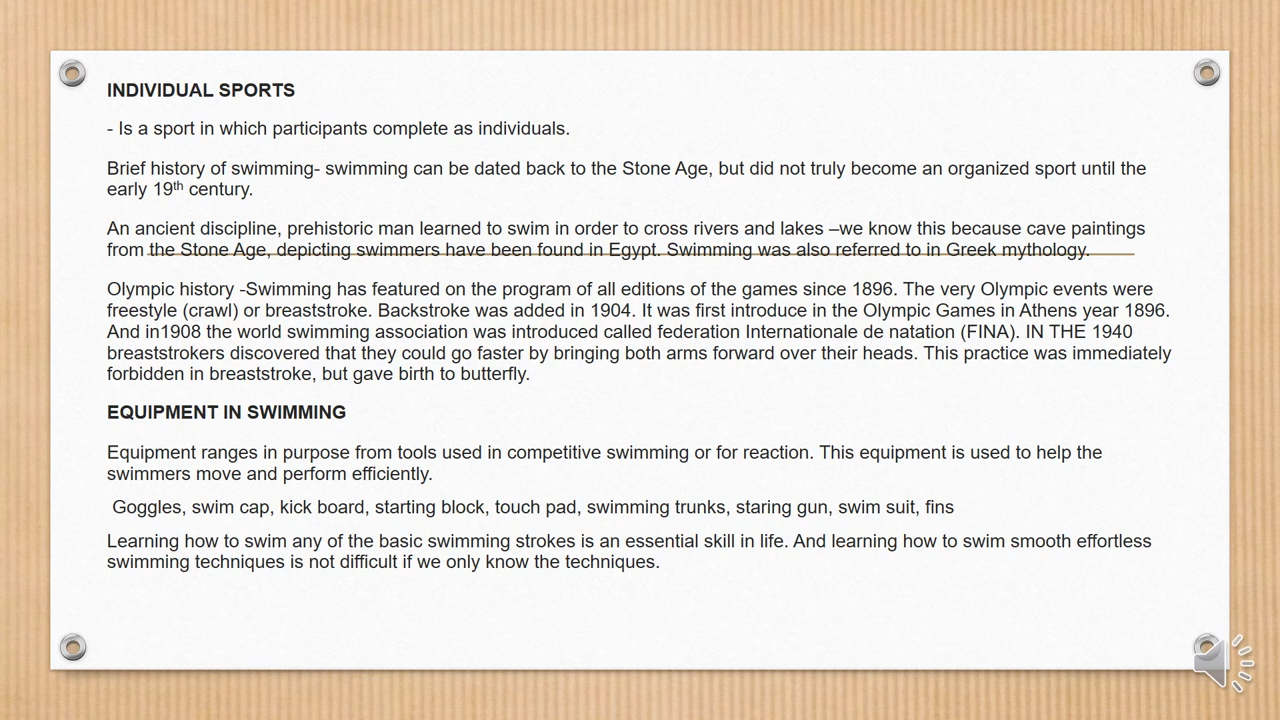 INDIVIDUAL SPORTS
- Is a sport in which participants complete as individuals.
Brief history of swimming- swimming can be dated back to the Stone Age, but did not truly become an organized sport until the
early 19th century.
An ancient discipline, prehistoric man learned to swim in order to cross rivers and lakes –we know this because cave paintings
from the Stone Age, depicting swimmers have been found in Egypt. Swimming was also referred to in Greek mythology.
Olympic history -Swimming has featured on the program of all editions of the games since 1896. The very Olympic events were
freestyle (crawl) or breaststroke. Backstroke was added in 1904. It was first introduce in the Olympic Games in Athens year 1896.
And in1908 the world swimming association was introduced called federation Internationale de natation (FINA). IN THE 1940
breaststrokers discovered that they could go faster by bringing both arms forward over their heads. This practice was immediately
forbidden in breaststroke, but gave birth to butterfly.
EQUIPMENT IN SWIMMING
Equipment ranges in purpose from tools used in competitive swimming or for reaction. This equipment is used to help the
swimmers move and perform efficiently.
Goggles, swim cap, kick board, starting block, touch pad, swimming trunks, staring gun, swim suit, fins
Learning how to swim any of the basic swimming strokes is an essential skill in life. And learning how to swim smooth effortless
swimming techniques is not difficult if we only know the techniques.